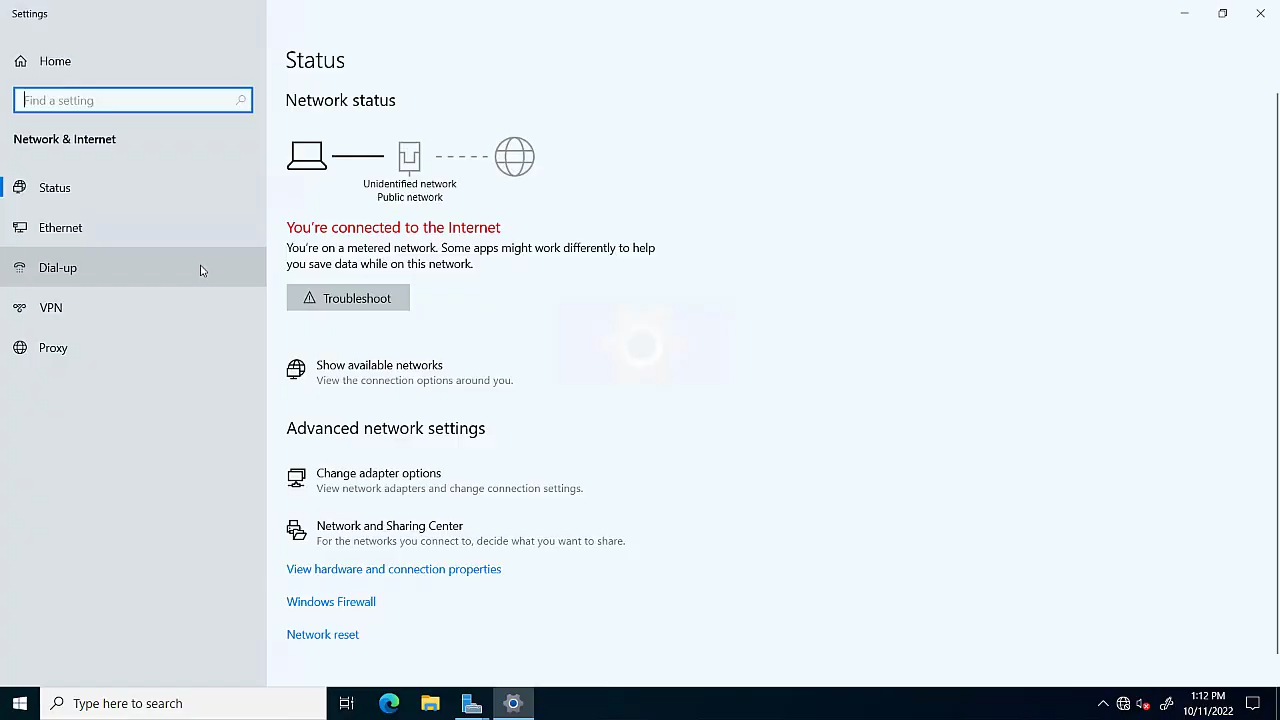 Settings
Home
Find a setting
Network & Internet
Status
Ethernet
Dial-up
VPN
Proxy
Status
Network status
Unidentified network
Public network
You're connected to the Internet
You're on a metered network. Some apps might work differently to help
you save data while on this network.
Troubleshoot
Show available networks
View the connection options around you.
Advanced network settings
Change adapter options
View network adapters and change connection settings.
Network and Sharing Center
For the networks you connect to, decide what you want to share.
View hardware and connection properties
Windows Firewall
Network reset
Type here to search
1:12 PM
10/11/2022